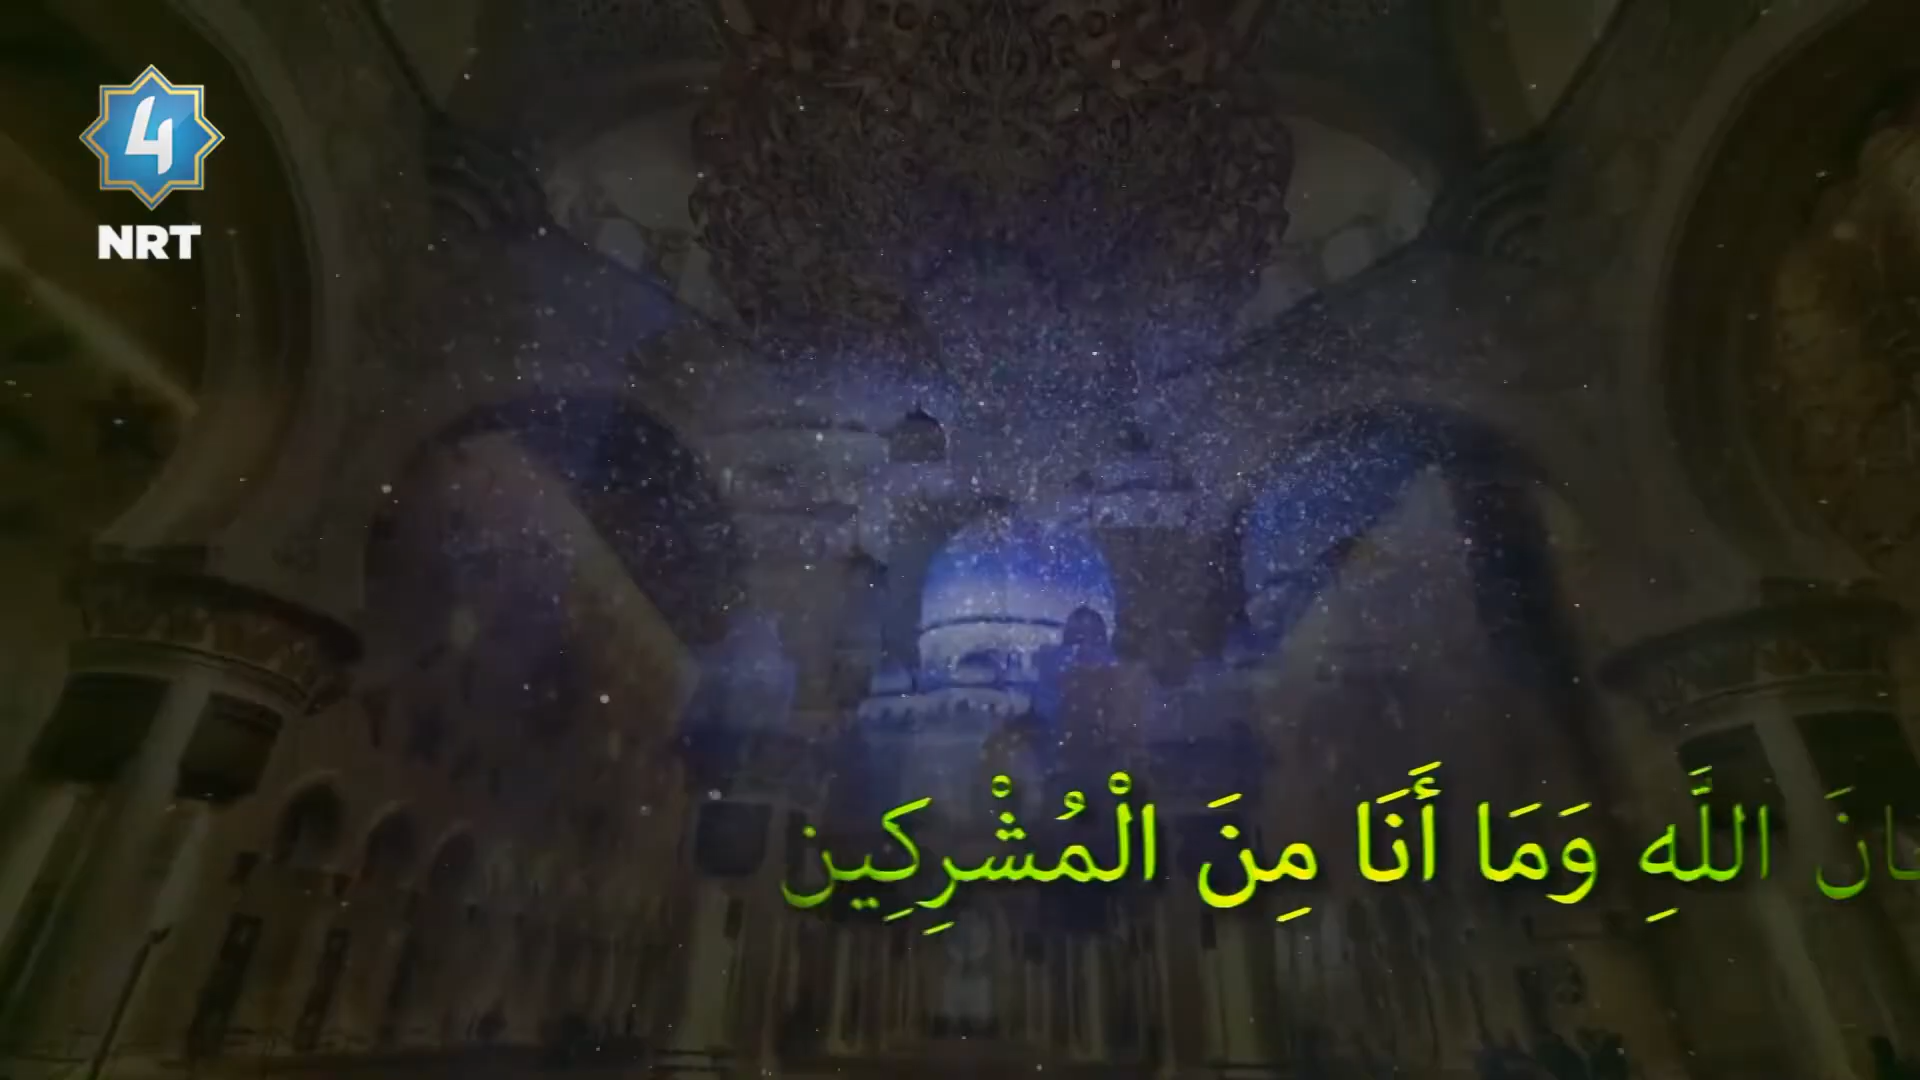 4
NRT
اللَّهِ وَمَا أَنَا مِنَ الْمُشْرِكِين